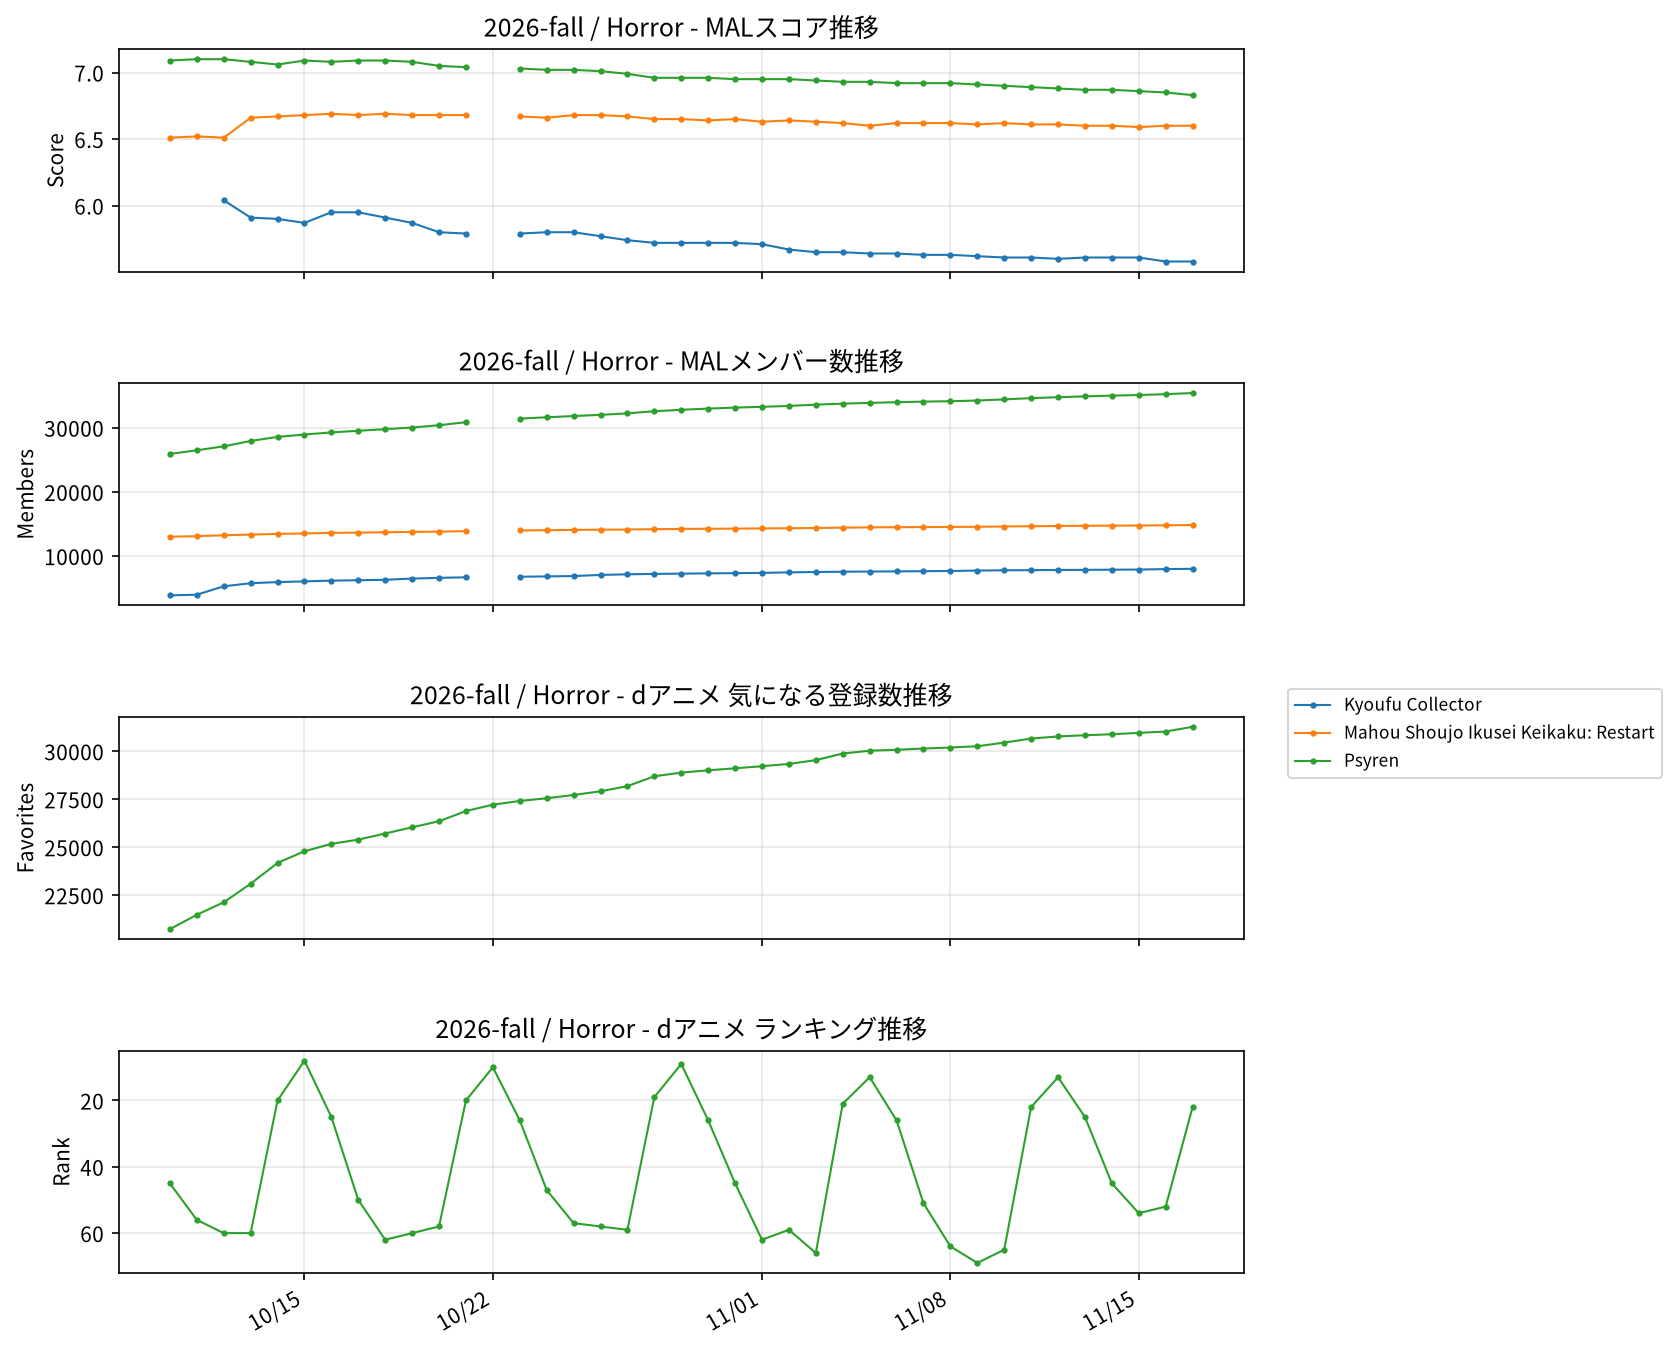 2026-fall / Horror - MALスコア推移
Score
7.0
6.5
6.0
2026-fall / Horror - MALメンバー数推移
Members
30000
20000
10000
2026-fall / Horror - dアニメ 気になる登録数推移
Favorites
30000
27500
25000
22500
Kyoufu Collector
Mahou Shoujo Ikusei Keikaku: Restart
Psyren
2026-fall / Horror - dアニメ ランキング推移
Rank
20
40
60
10/15
10/22
11/01
11/08
11/15